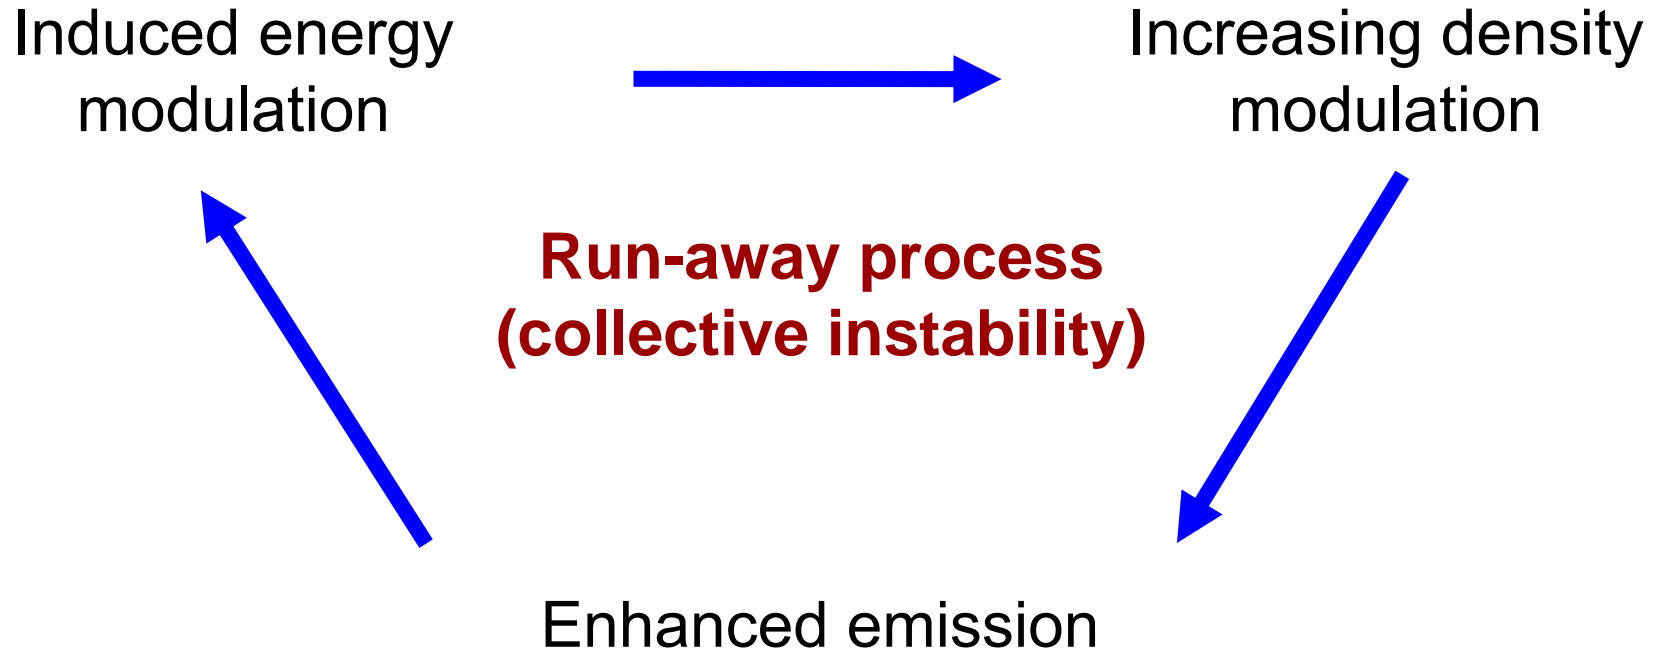 Induced energy
modulation
Increasing density
modulation
Run-away process
(collective instability)
Enhanced emission